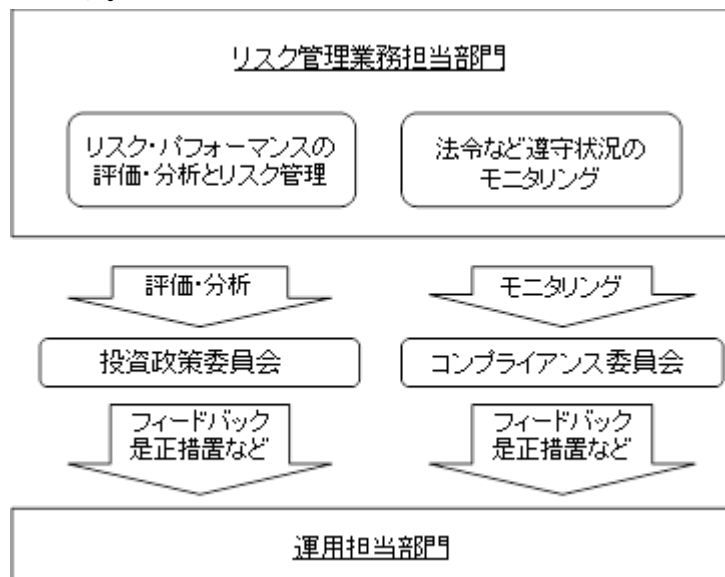 リスク管理業務担当部門
リスク・パフォーマンスの
評価・分析とリスク管理
法令など遵守状況の
モニタリング
評価・分析
モニタリング
投資政策委員会
コンプライアンス委員会
フィードバック
是正措置など
フィードバック
是正措置など
運用担当部門